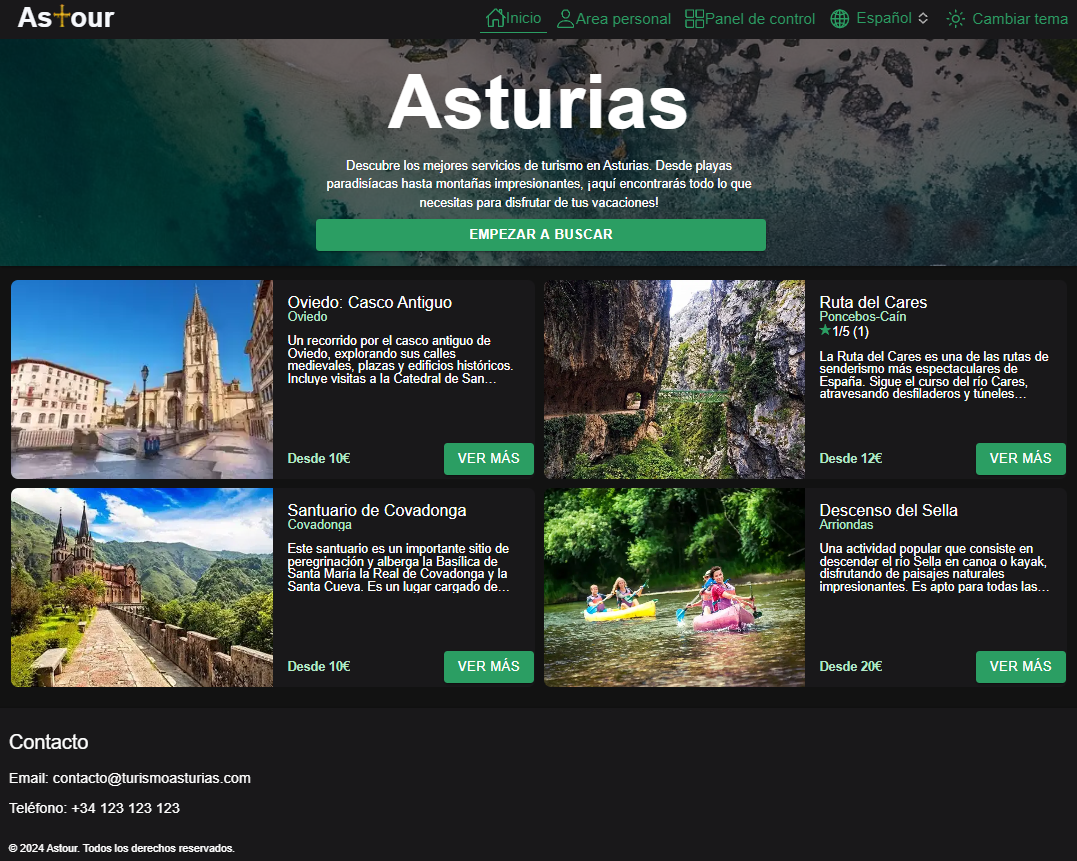 As†our
Inicio
Area personal
Panel de control
Español
Cambiar tema
Asturias
Descubre los mejores servicios de turismo en Asturias. Desde playas
paradisíacas hasta montañas impresionantes, ¡aquí encontrarás todo lo que
necesitas para disfrutar de tus vacaciones!
EMPEZAR A BUSCAR
Oviedo: Casco Antiguo
Oviedo
Un recorrido por el casco antiguo de
Oviedo, explorando sus calles
medievales, plazas y edificios históricos.
Incluye visitas a la Catedral de San…
Desde 10€
VER MÁS
Ruta del Cares
Poncebos-Caín
★1/5 (1)
La Ruta del Cares es una de las rutas de
senderismo más espectaculares de
España. Sigue el curso del río Cares,
atravesando desfiladeros y túneles…
Desde 12€
VER MÁS
Santuario de Covadonga
Covadonga
Este santuario es un importante sitio de
peregrinación y alberga la Basílica de
Santa María la Real de Covadonga y la
Santa Cueva. Es un lugar cargado de…
Desde 10€
VER MÁS
Descenso del Sella
Arriondas
Una actividad popular que consiste en
descender el río Sella en canoa o kayak,
disfrutando de paisajes naturales
impresionantes. Es apto para todas las…
Desde 20€
VER MÁS
Contacto
Email: contacto@turismoasturias.com
Teléfono: +34 123 123 123
© 2024 Astour. Todos los derechos reservados.